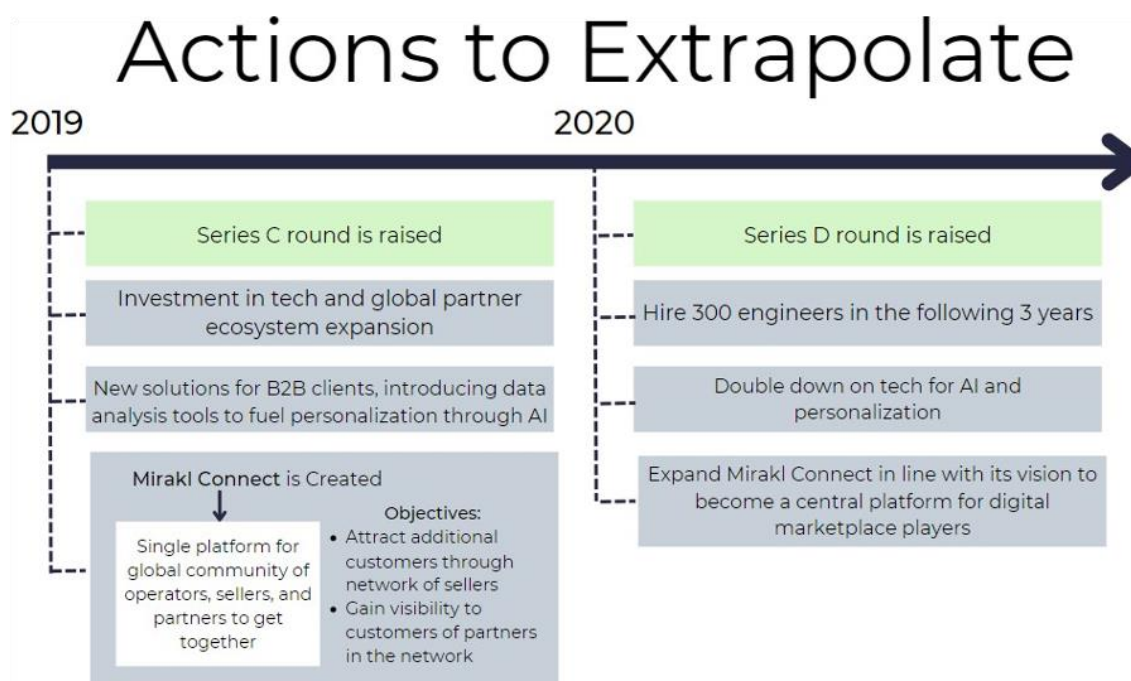 Actions to Extrapolate
2019
2020
Series C round is raised
Investment in tech and global partner
ecosystem expansion
New solutions for B2B clients, introducing data
analysis tools to fuel personalization through AI
Mirakl Connect is Created
Single platform for
global community of
operators, sellers, and
partners to get
together
Objectives:
• Attract additional
customers through
network of sellers
• Gain visibility to
customers of partners
in the network
Series D round is raised
Hire 300 engineers in the following 3 years
Double down on tech for AI and
personalization
Expand Mirakl Connect in line with its vision to
become a central platform for digital
marketplace players